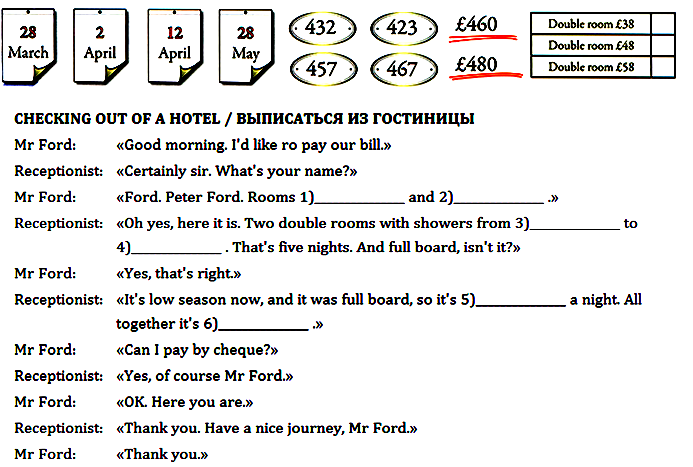 28 March
2 April
12 April
28 May
432
423
£460
457
467
£480
Double room £38
Double room £48
Double room £58
CHECKING OUT OF A HOTEL / ВЫПИСАТЬСЯ ИЗ ГОСТИНИЦЫ
Mr Ford: «Good morning. I'd like ro pay our bill.»
Receptionist: «Certainly sir. What's your name?»
Mr Ford: «Ford. Peter Ford. Rooms 1)____________ and 2)____________ .»
Receptionist: «Oh yes, here it is. Two double rooms with showers from 3)____________ to
4)____________ . That's five nights. And full board, isn't it?»
Mr Ford: «Yes, that's right.»
Receptionist: «It's low season now, and it was full board, so it's 5)____________ a night. All
together it's 6)____________ .»
Mr Ford: «Can I pay by cheque?»
Receptionist: «Yes, of course Mr Ford.»
Mr Ford: «OK. Here you are.»
Receptionist: «Thank you. Have a nice journey, Mr Ford.»
Mr Ford: «Thank you.»